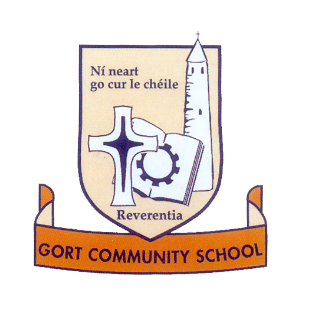 Ní neart
go cur le chéile
Reverentia
GORT COMMUNITY SCHOOL